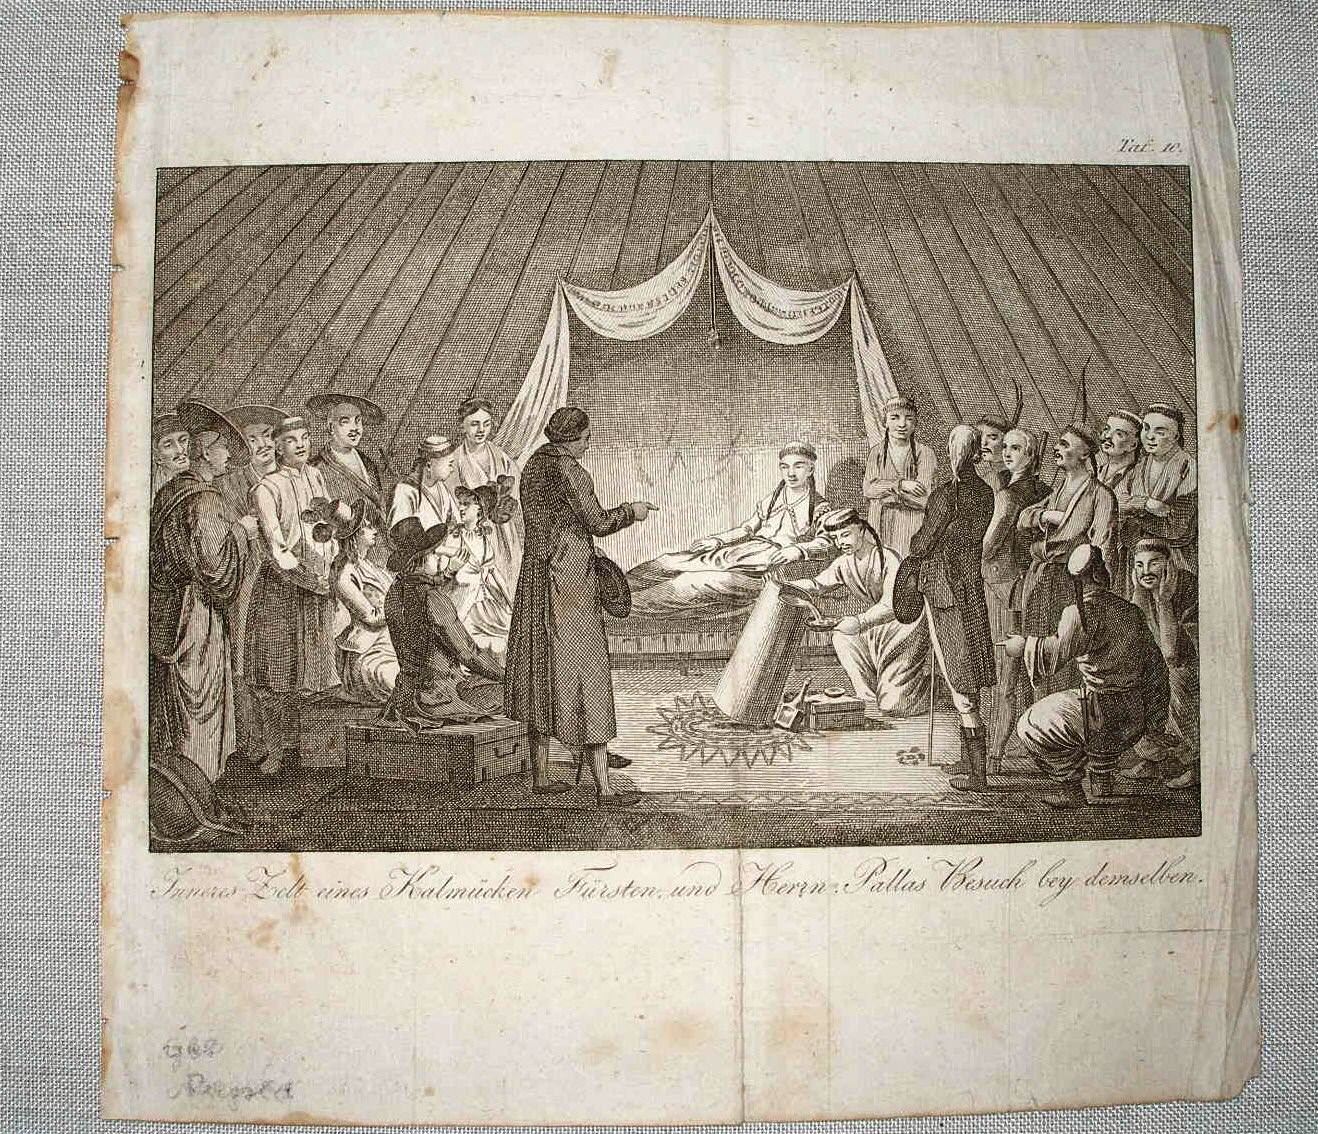 Taf. 10.
Inneres Zelt eines Kalmücken Fürsten, und Herrn. Pallas Besuch bey demselben.